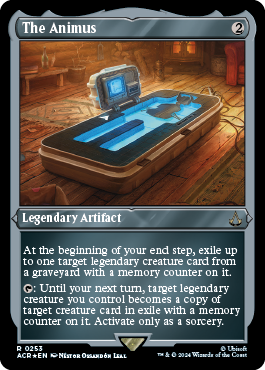 The Animus 2
Legendary Artifact
At the beginning of your end step, exile up
to one target legendary creature card from
a graveyard with a memory counter on it.
: Until your next turn, target legendary
creature you control becomes a copy of
target creature card in exile with a memory
counter on it. Activate only as a sorcery.
R 0253 © Ubisoft
ACR★EN Néstor Ossandón Leal ™ & © 2024 Wizards of the Coast